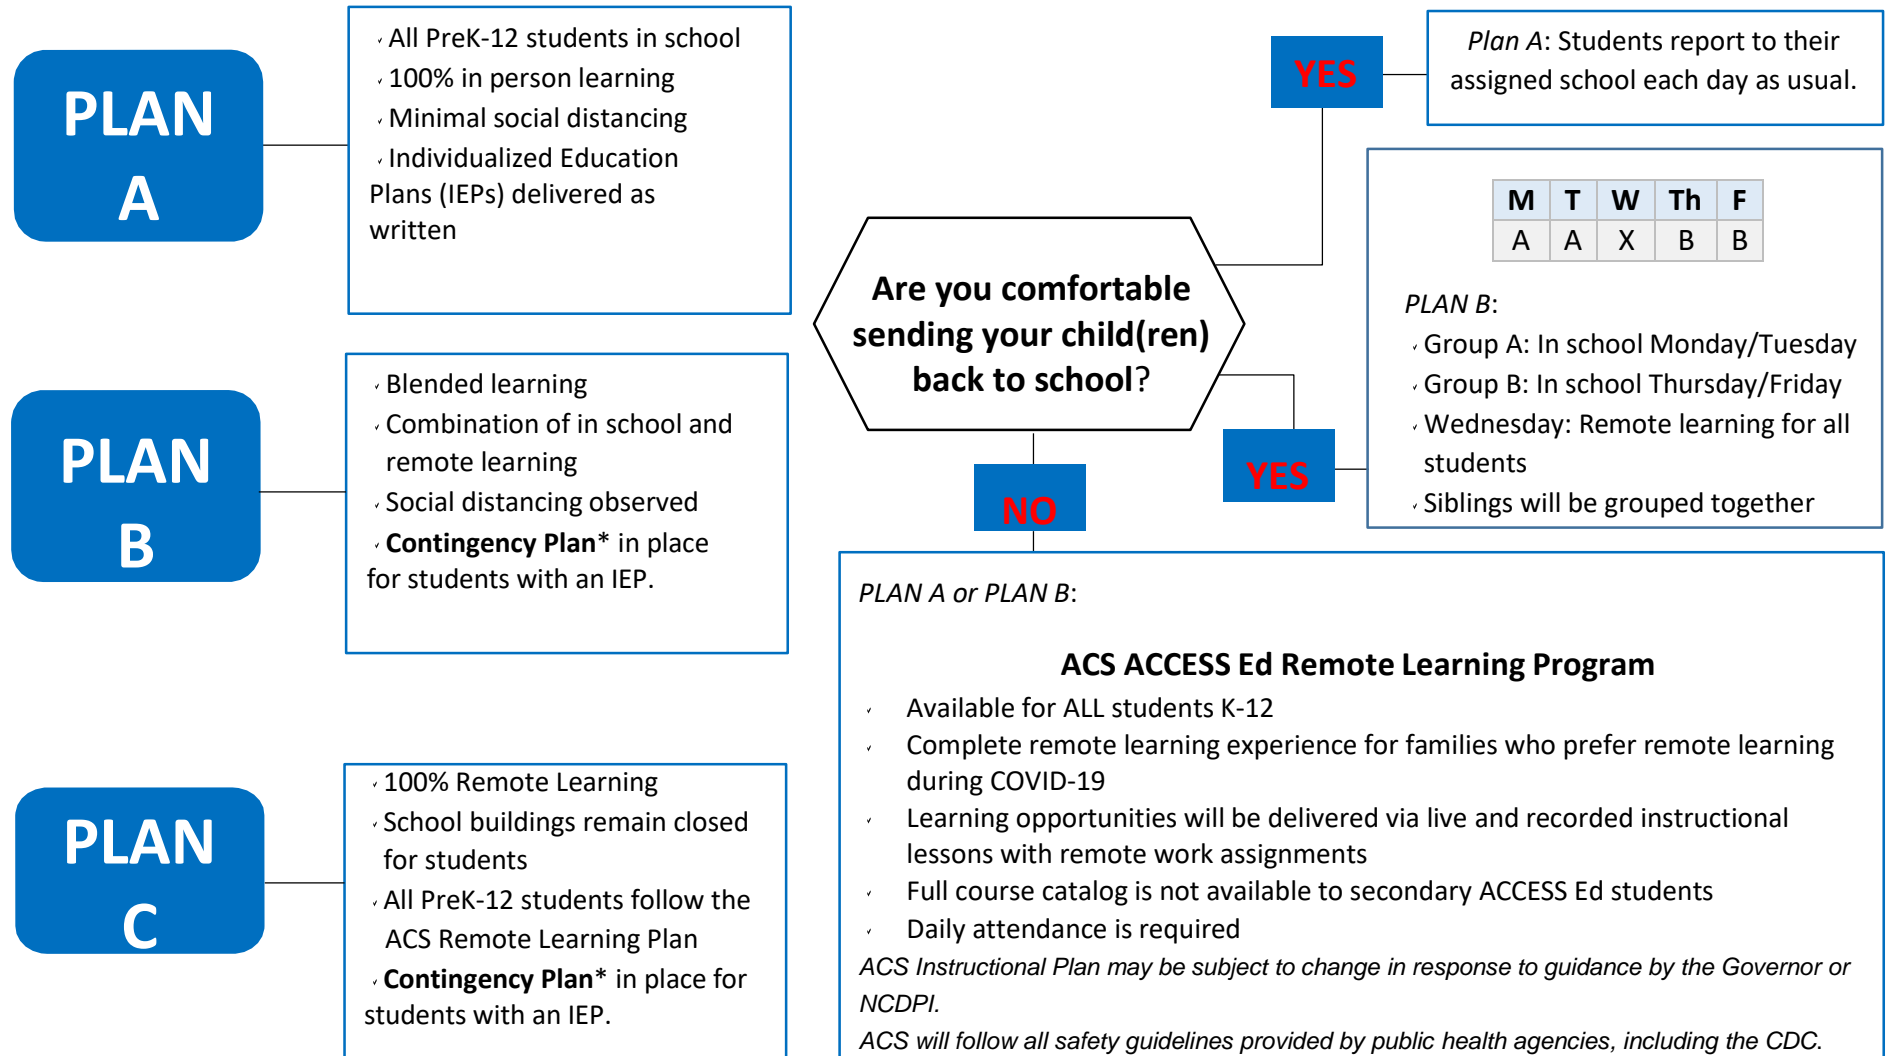 PLAN
A
✓ All PreK-12 students in school
✓ 100% in person learning
✓ Minimal social distancing
✓ Individualized Education
Plans (IEPs) delivered as
written
PLAN
B
✓ Blended learning
✓ Combination of in school and
remote learning
✓ Social distancing observed
✓ Contingency Plan* in place
for students with an IEP.
PLAN
C
✓ 100% Remote Learning
✓ School buildings remain closed
for students
✓ All PreK-12 students follow the
ACS Remote Learning Plan
✓ Contingency Plan* in place for
students with an IEP.
Are you comfortable
sending your child(ren)
back to school?
YES
Plan A: Students report to their
assigned school each day as usual.
YES
M T W Th F
A A X B B
PLAN B:
✓ Group A: In school Monday/Tuesday
✓ Group B: In school Thursday/Friday
✓ Wednesday: Remote learning for all
students
✓ Siblings will be grouped together
NO
PLAN A or PLAN B:
ACS ACCESS Ed Remote Learning Program
✓ Available for ALL students K-12
✓ Complete remote learning experience for families who prefer remote learning
during COVID-19
✓ Learning opportunities will be delivered via live and recorded instructional
lessons with remote work assignments
✓ Full course catalog is not available to secondary ACCESS Ed students
✓ Daily attendance is required
ACS Instructional Plan may be subject to change in response to guidance by the Governor or
NCDPI.
ACS will follow all safety guidelines provided by public health agencies, including the CDC.